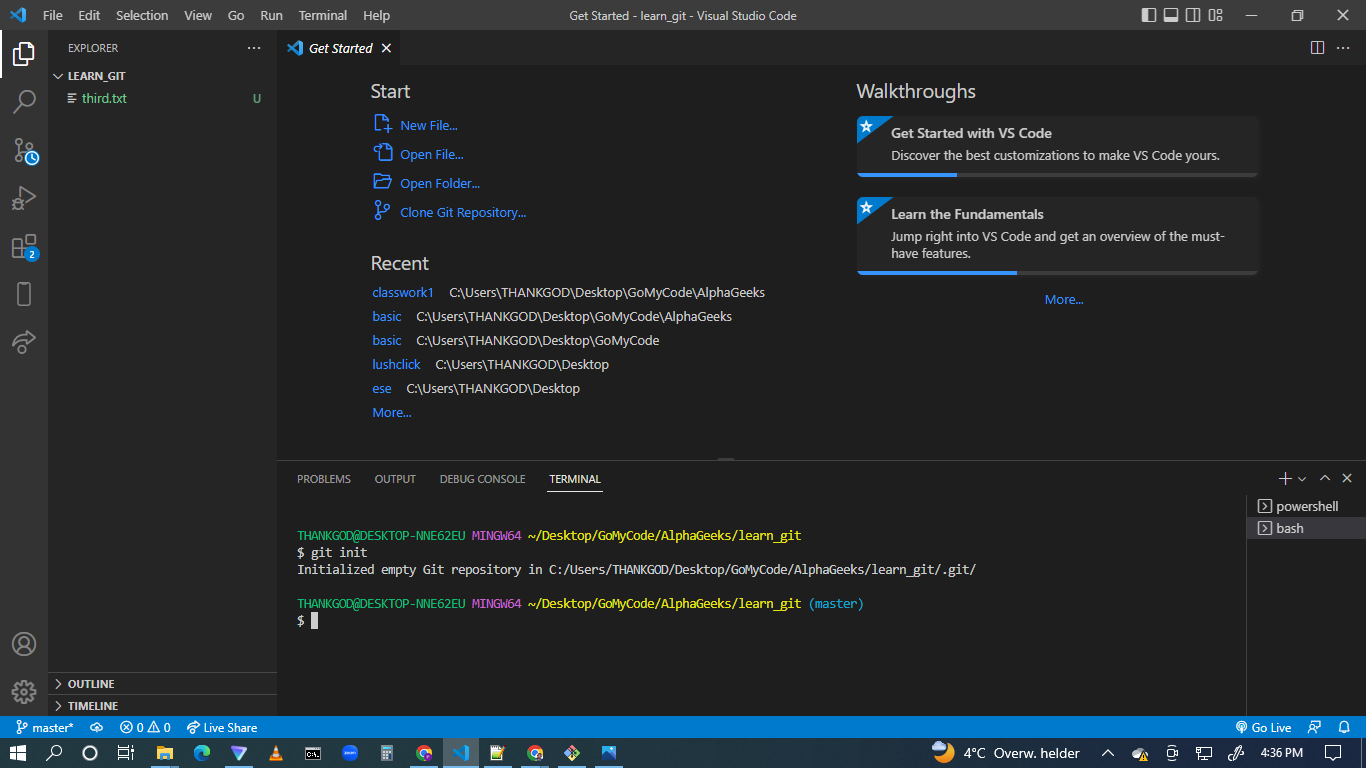 File Edit Selection View Go Run Terminal Help
Get Started - learn_git - Visual Studio Code
EXPLORER
LEARN_GIT
third.txt U
Get Started
Start
New File...
Open File...
Open Folder...
Clone Git Repository...
Recent
classwork1 C:\Users\THANKGOD\Desktop\GoMyCode\AlphaGeeks
basic C:\Users\THANKGOD\Desktop\GoMyCode\AlphaGeeks
basic C:\Users\THANKGOD\Desktop\GoMyCode
lushclick C:\Users\THANKGOD\Desktop
ese C:\Users\THANKGOD\Desktop
More...
Walkthroughs
Get Started with VS Code
Discover the best customizations to make VS Code yours.
Learn the Fundamentals
Jump right into VS Code and get an overview of the must-
have features.
More...
2
PROBLEMS OUTPUT DEBUG CONSOLE TERMINAL
THANKGOD@DESKTOP-NNE62EU MINGW64 ~/Desktop/GoMyCode/AlphaGeeks/learn_git
$ git init
Initialized empty Git repository in C:/Users/THANKGOD/Desktop/GoMyCode/AlphaGeeks/learn_git/.git/
THANKGOD@DESKTOP-NNE62EU MINGW64 ~/Desktop/GoMyCode/AlphaGeeks/learn_git (master)
$
powershell
bash
OUTLINE
TIMELINE
master* 0 0 Live Share
Go Live
4°C Overw. helder
4:36 PM